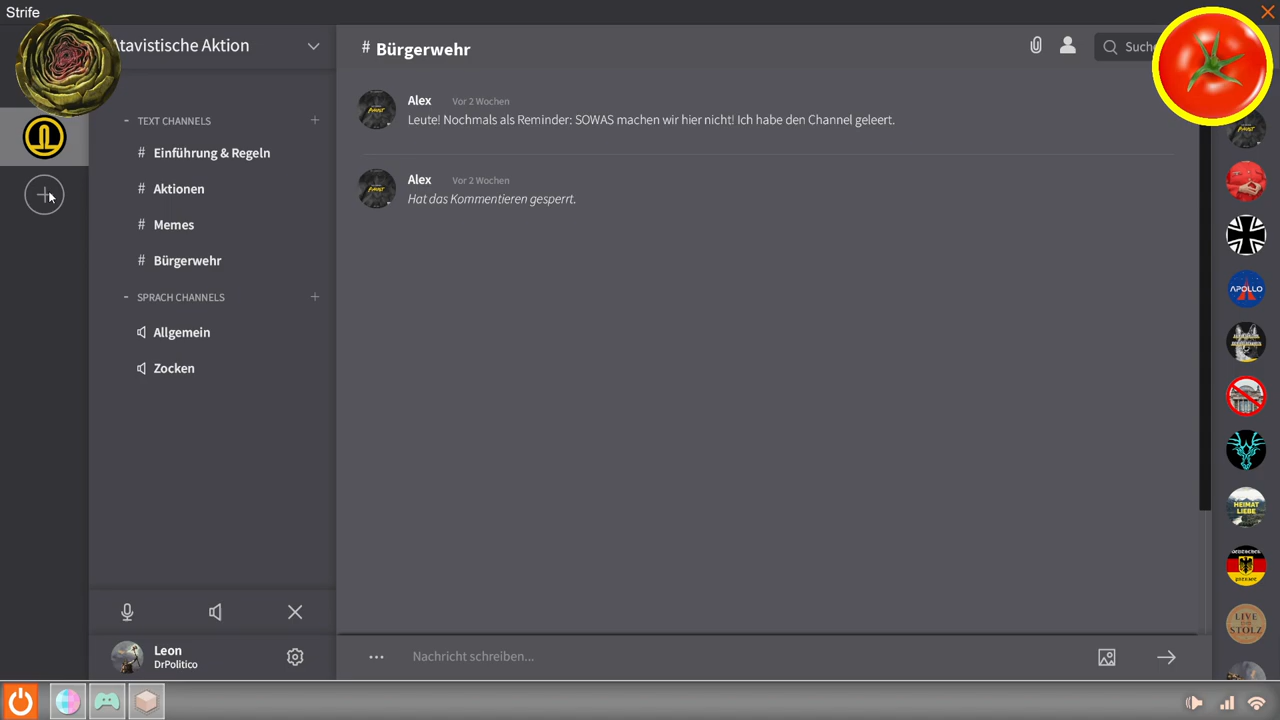 Strife
Atavistische Aktion
# Bürgerwehr
Suche
TEXT CHANNELS
# Einführung & Regeln
# Aktionen
# Memes
# Bürgerwehr
SPRACH CHANNELS
Allgemein
Zocken
Leon
DrPolitico
Alex Vor 2 Wochen
Leute! Nochmals als Reminder: SOWAS machen wir hier nicht! Ich habe den Channel geleert.
Alex Vor 2 Wochen
Hat das Kommentieren gesperrt.
Nachricht schreiben...
APOLLO
HEIMAT
LIEBE
LIVE
STOLZ